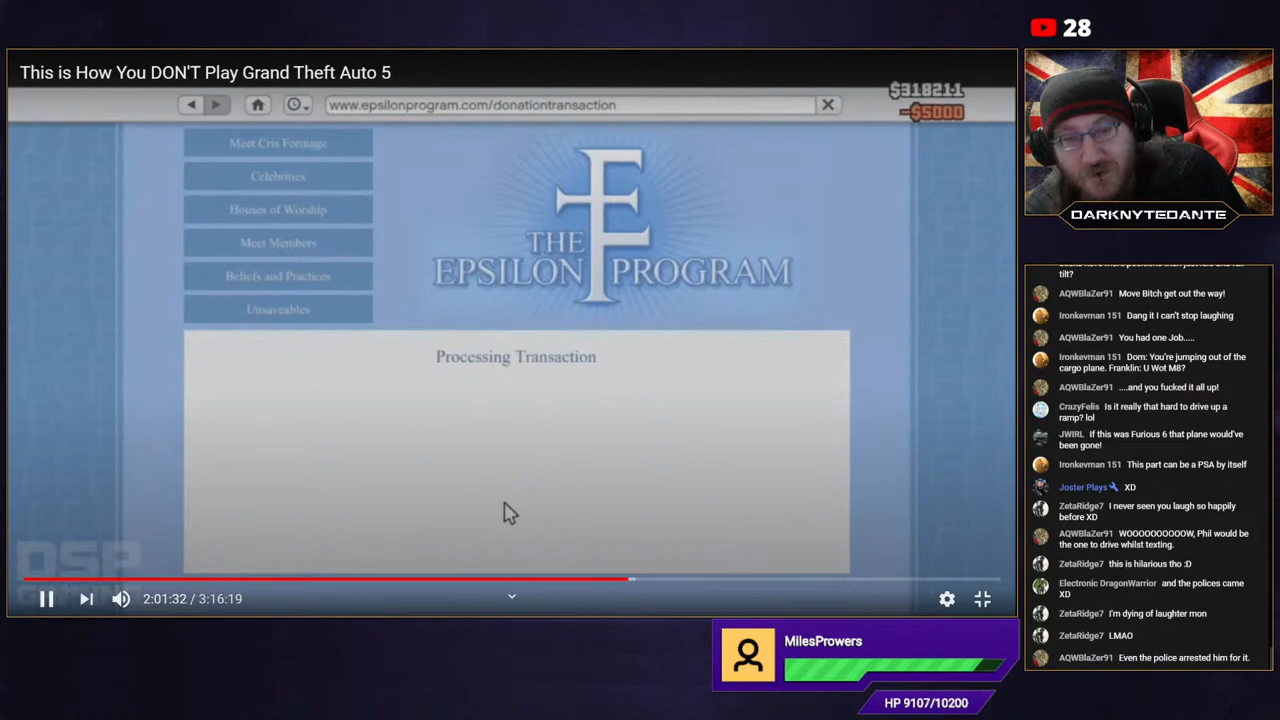 28
This is How You DON'T Play Grand Theft Auto 5
www.epsilonprogram.com/donationtransaction
$318211
-$5000
Meet Cris Formage
Celebrities
Houses of Worship
Meet Members
Beliefs and Practices
Unsaveables
THE
EPSILON PROGRAM
Processing Transaction
DSP
GAMING
2:01:32 / 3:16:19
DARKNYTEDANTE
tilt?
AQWBlaZer91 Move Bitch get out the way!
Ironkevman 151 Dang it I can't stop laughing
AQWBlaZer91 You had one Job.....
Ironkevman 151 Dom: You're jumping out of the
cargo plane. Franklin: U Wot M8?
AQWBlaZer91 ....and you fucked it all up!
CrazyFelis Is it really that hard to drive up a
ramp? lol
JWIRL If this was Furious 6 that plane would've
been gone!
Ironkevman 151 This part can be a PSA by itself
Joster Plays XD
ZetaRidge7 I never seen you laugh so happily
before XD
AQWBlaZer91 WOOOOOOOOOW, Phil would be
the one to drive whilst texting.
ZetaRidge7 this is hilarious tho :D
Electronic DragonWarrior and the polices came
XD
ZetaRidge7 I'm dying of laughter mon
ZetaRidge7 LMAO
AQWBlaZer91 Even the police arrested him for it.
MilesProwers
HP 9107/10200